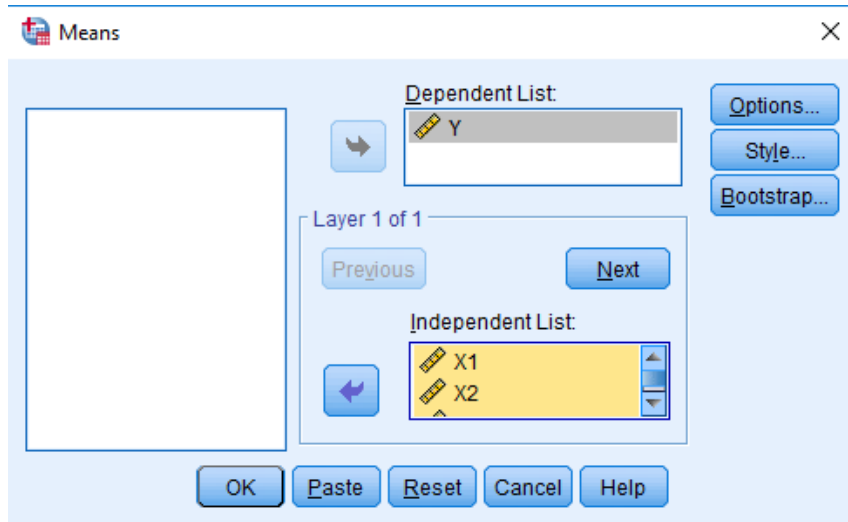 Means
Dependent List:
Y
Options...
Style...
Bootstrap...
Layer 1 of 1
Previous
Next
Independent List:
X1
X2
OK
Paste
Reset
Cancel
Help